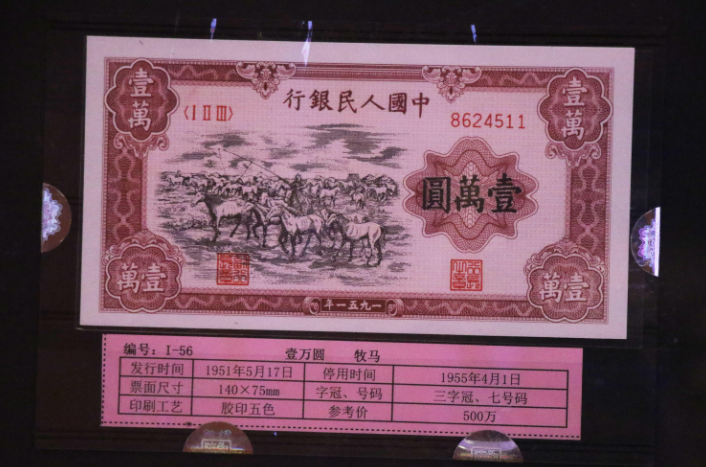 壹萬
壹萬
行銀民人國中
〈I II III〉
8624511
圓萬壹
萬壹
萬壹
年一五九一
编号：I-56 壹万圆 牧马
发行时间 1951年5月17日 停用时间 1955年4月1日
票面尺寸 140×75mm 字冠、号码 三字冠、七号码
印刷工艺 胶印五色 参考价 500万